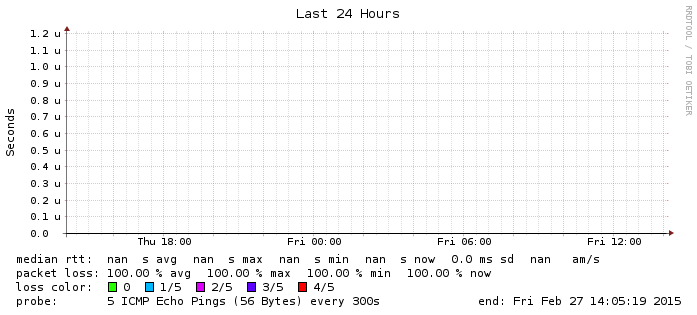 Last 24 Hours
RRDTOOL / TOBI OETIKER
Seconds
1.2 u
1.1 u
1.0 u
0.9 u
0.8 u
0.7 u
0.6 u
0.5 u
0.4 u
0.3 u
0.2 u
0.1 u
0.0
Thu 18:00 Fri 00:00 Fri 06:00 Fri 12:00
median rtt: nan s avg nan s max nan s min nan s now 0.0 ms sd nan am/s
packet loss: 100.00 % avg 100.00 % max 100.00 % min 100.00 % now
loss color: 0 1/5 2/5 3/5 4/5
probe: 5 ICMP Echo Pings (56 Bytes) every 300s end: Fri Feb 27 14:05:19 2015